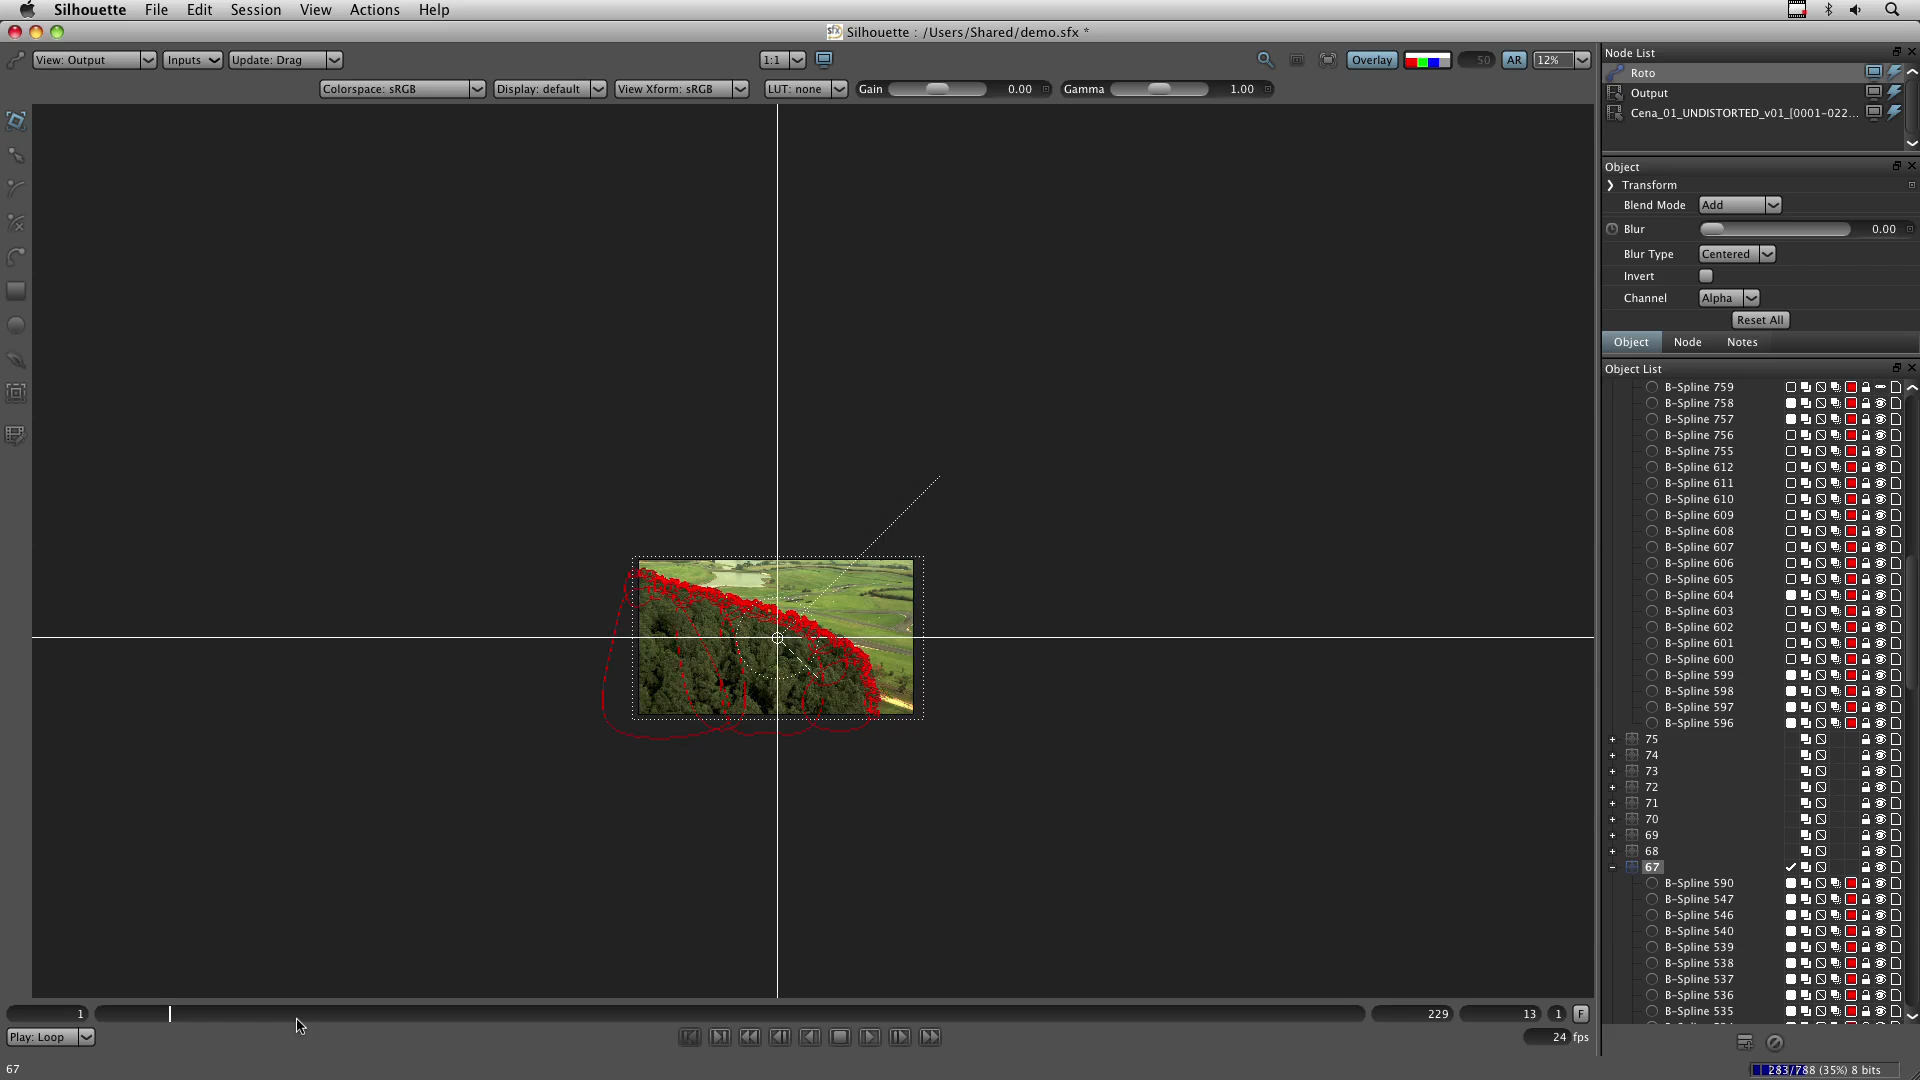 Silhouette File Edit Session View Actions Help
sfx Silhouette : /Users/Shared/demo.sfx *
View: Output Inputs Update: Drag 1:1 Overlay 50 AR 12%
Colorspace: sRGB Display: default View Xform: sRGB LUT: none Gain 0.00 Gamma 1.00
Node List
Roto
Output
Cena_01_UNDISTORTED_v01_[0001-022...
Object
Transform
Blend Mode Add
Blur 0.00
Blur Type Centered
Invert
Channel Alpha
Reset All
Object Node Notes
Object List
B-Spline 759
B-Spline 758
B-Spline 757
B-Spline 756
B-Spline 755
B-Spline 612
B-Spline 611
B-Spline 610
B-Spline 609
B-Spline 608
B-Spline 607
B-Spline 606
B-Spline 605
B-Spline 604
B-Spline 603
B-Spline 602
B-Spline 601
B-Spline 600
B-Spline 599
B-Spline 598
B-Spline 597
B-Spline 596
75
74
73
72
71
70
69
68
67
B-Spline 590
B-Spline 547
B-Spline 546
B-Spline 540
B-Spline 539
B-Spline 538
B-Spline 537
B-Spline 536
B-Spline 535
1 229 13 1 F
Play: Loop 24 fps
67 283/788 (35%) 8 bits